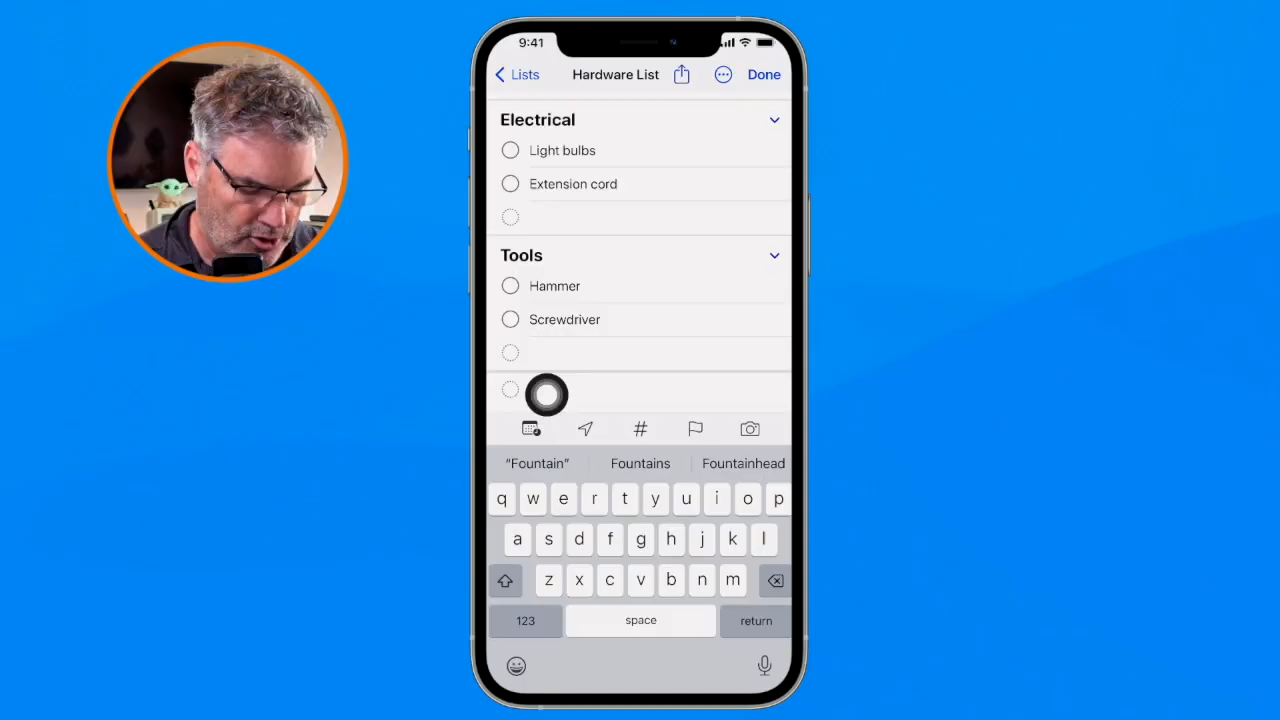 9:41
Lists Hardware List Done
Electrical
Light bulbs
Extension cord
Tools
Hammer
Screwdriver
#
"Fountain" Fountains Fountainhead
q w e r t y u i o p
a s d f g h j k l
z x c v b n m
123 space return